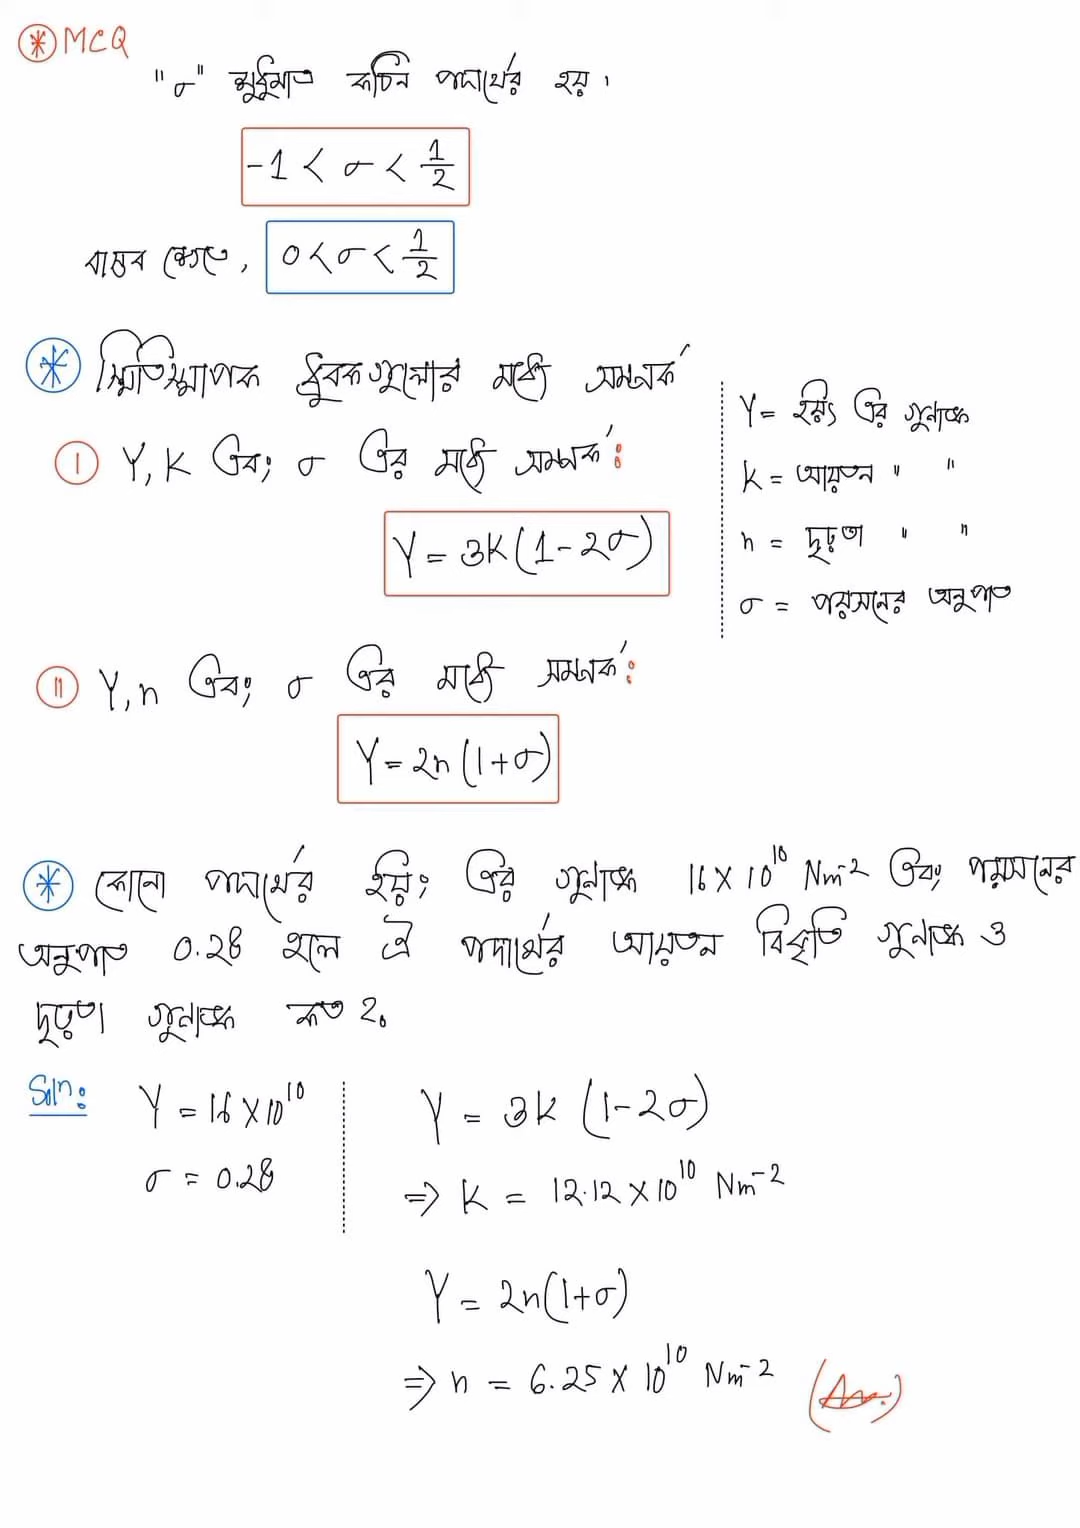 MCQ
"σ" শুধুমাত্র কঠিন পদার্থের হয়।
-1 < σ < 1/2
বাস্তব ক্ষেত্রে, 0 < σ < 1/2
স্থিতিস্থাপক ধ্রুবকগুলোর মধ্যে সম্পর্ক
① Y, K এবং σ এর মধ্যে সম্পর্ক:
Y = 3K(1-2σ)
Y = ইয়ং এর গুণাঙ্ক
K = আয়তন " "
n = দৃঢ়তা " "
σ = পয়সনের অনুপাত
⑪ Y, n এবং σ এর মধ্যে সম্পর্ক:
Y = 2n(1+σ)
কোনো পদার্থের ইয়ং এর গুণাঙ্ক 16 × 10¹⁰ Nm⁻² এবং পয়সনের
অনুপাত 0.28 হলে ঐ পদার্থের আয়তন বিকৃতি গুণাঙ্ক ও
দৃঢ়তা গুণাঙ্ক কত ?
Soln:
Y = 16 × 10¹⁰
σ = 0.28
Y = 3K (1-2σ)
⇒ K = 12.12 × 10¹⁰ Nm⁻²
Y = 2n(1+σ)
⇒ n = 6.25 × 10¹⁰ Nm⁻² (Ans.)